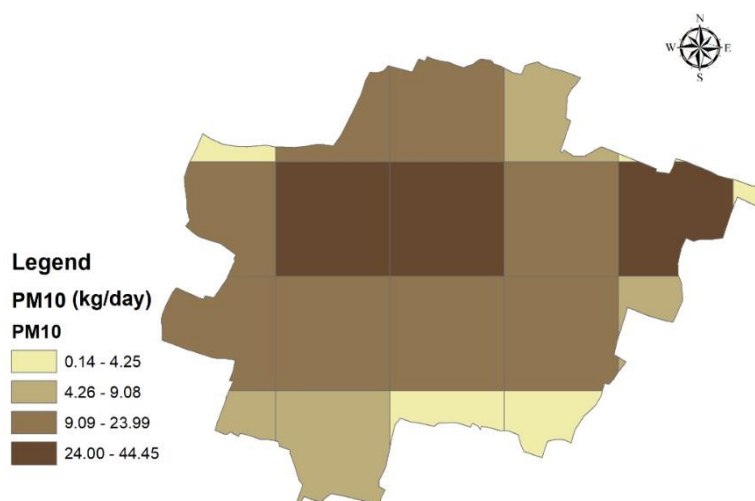 N
W E
S
Legend
PM10 (kg/day)
PM10
0.14 - 4.25
4.26 - 9.08
9.09 - 23.99
24.00 - 44.45